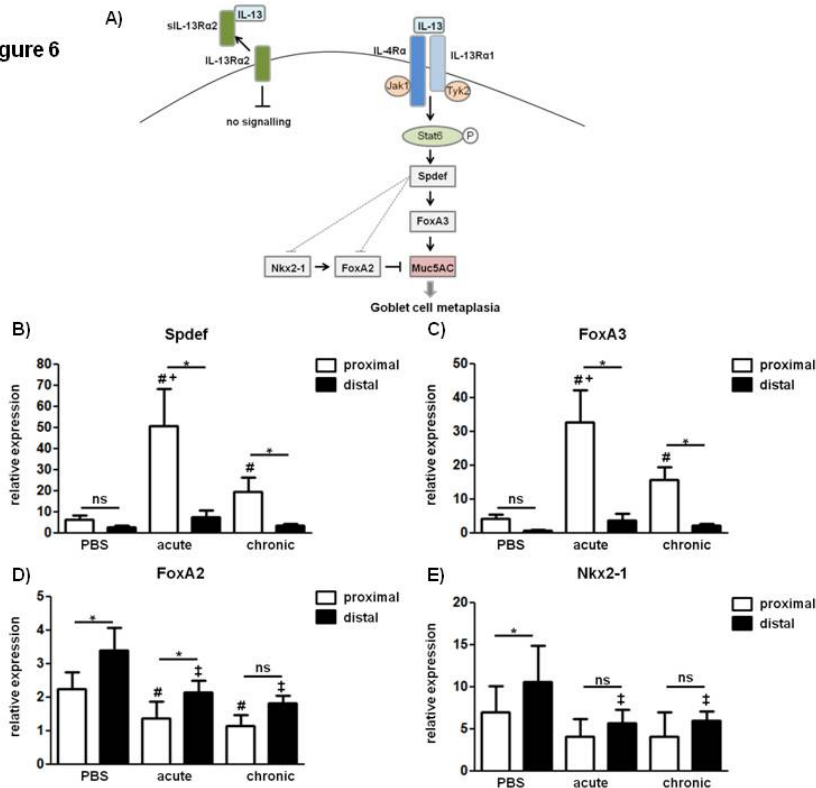 gure 6
A)
IL-13
sIL-13Rα2
IL-13Rα2
no signalling
IL-13
IL-4Rα
IL-13Rα1
Jak1
Tyk2
Stat6
P
Spdef
FoxA3
Nkx2-1
FoxA2
Muc5AC
Goblet cell metaplasia
B)
Spdef
relative expression
80
70
60
50
40
30
20
10
0
#+
*
#
*
ns
PBS
acute
chronic
proximal
distal
C)
FoxA3
relative expression
50
40
30
20
10
0
#+
*
#
*
ns
PBS
acute
chronic
proximal
distal
D)
FoxA2
relative expression
5
4
3
2
1
0
*
*
ns
#
‡
#
‡
PBS
acute
chronic
proximal
distal
E)
Nkx2-1
relative expression
20
15
10
5
0
*
ns
ns
‡
‡
PBS
acute
chronic
proximal
distal